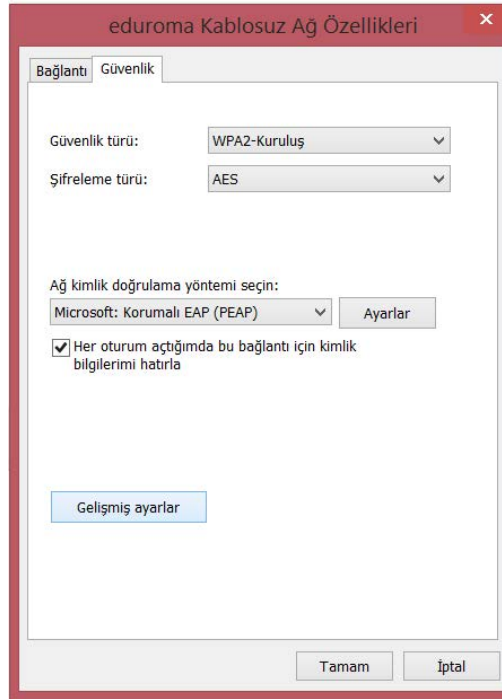 eduroma Kablosuz Ağ Özellikleri
Bağlantı Güvenlik
Güvenlik türü: WPA2-Kuruluş
Şifreleme türü: AES
Ağ kimlik doğrulama yöntemi seçin:
Microsoft: Korumalı EAP (PEAP) Ayarlar
Her oturum açtığımda bu bağlantı için kimlik
bilgilerimi hatırla
Gelişmiş ayarlar
Tamam İptal